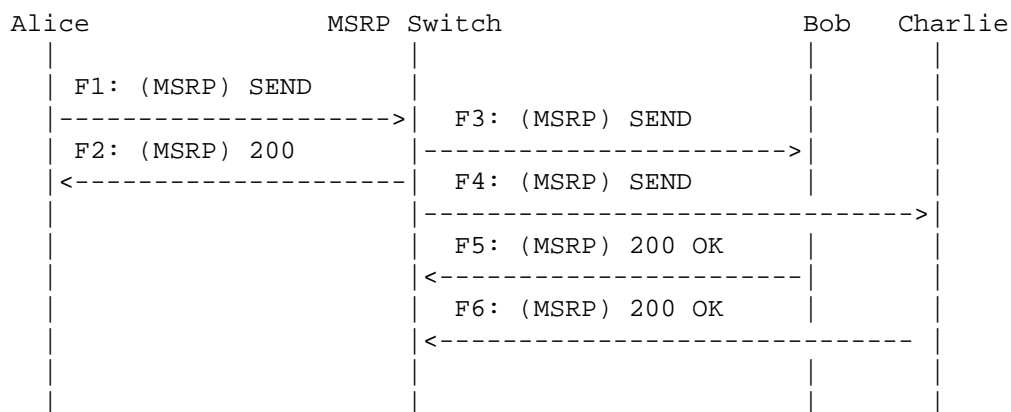 Alice MSRP Switch Bob Charlie
F1: (MSRP) SEND
F3: (MSRP) SEND
F2: (MSRP) 200
F4: (MSRP) SEND
F5: (MSRP) 200 OK
F6: (MSRP) 200 OK